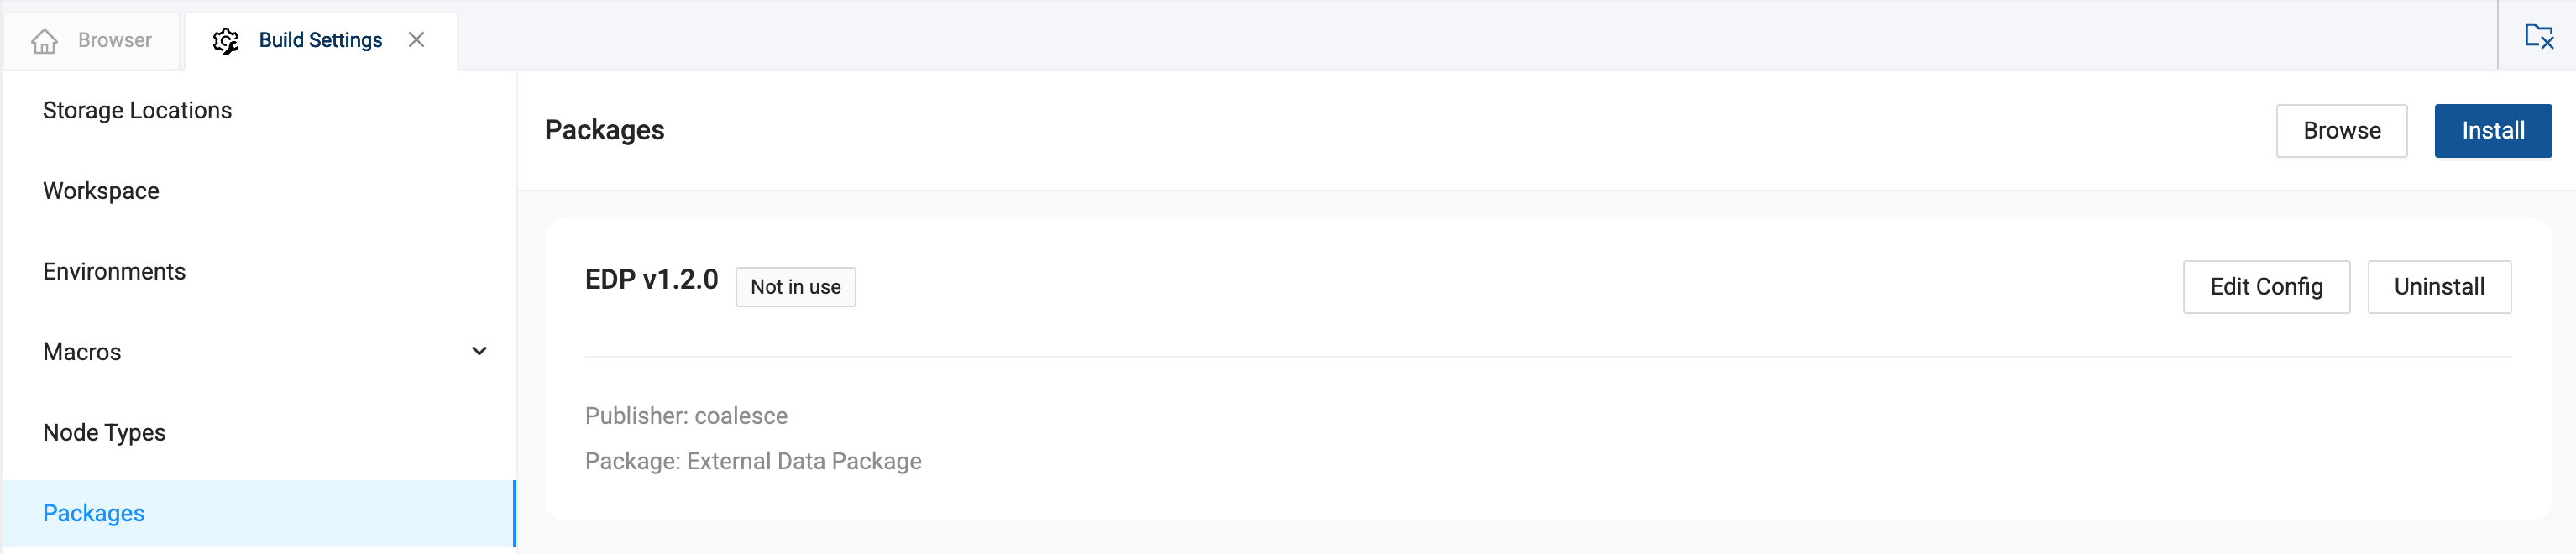 Browser
Build Settings
Storage Locations
Workspace
Environments
Macros
Node Types
Packages
Packages
Browse
Install
EDP v1.2.0
Not in use
Edit Config
Uninstall
Publisher: coalesce
Package: External Data Package